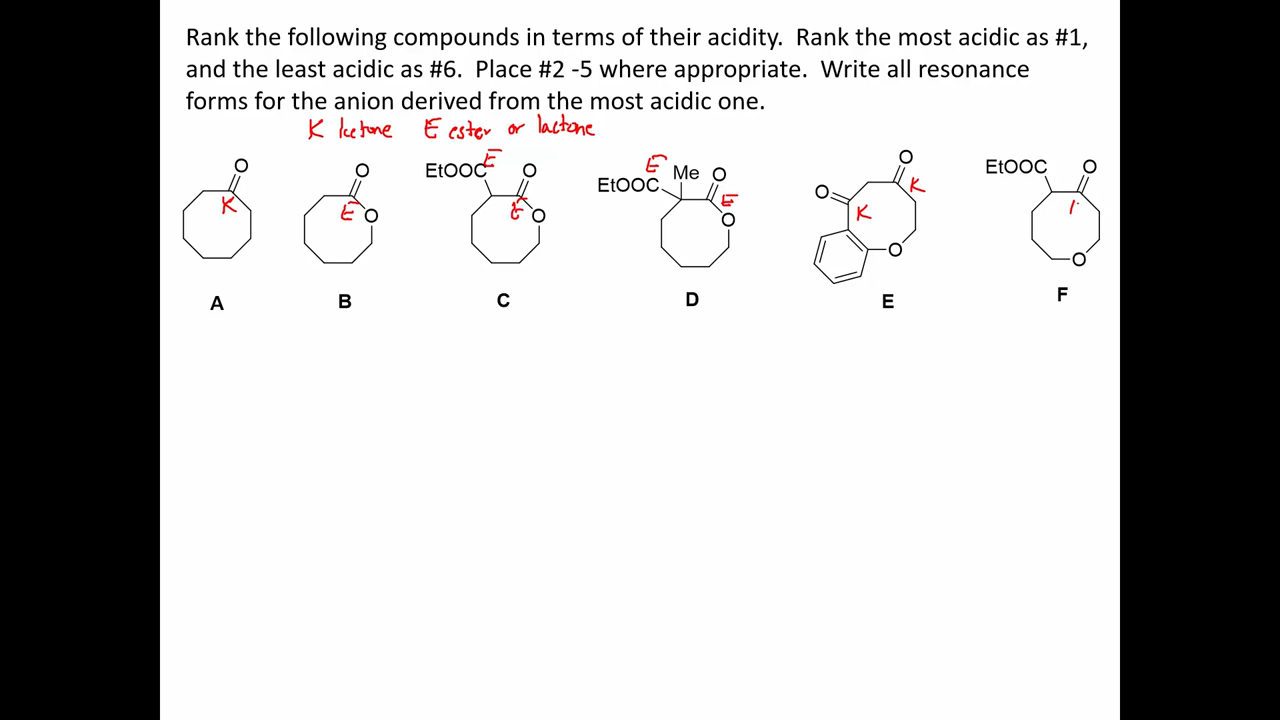 Rank the following compounds in terms of their acidity. Rank the most acidic as #1,
and the least acidic as #6. Place #2 -5 where appropriate. Write all resonance
forms for the anion derived from the most acidic one.
K ketone E ester or lactone
O K
O E O
EtOOC E O E O
E Me O EtOOC E O
O K O K O
EtOOC O O
A B C D E F